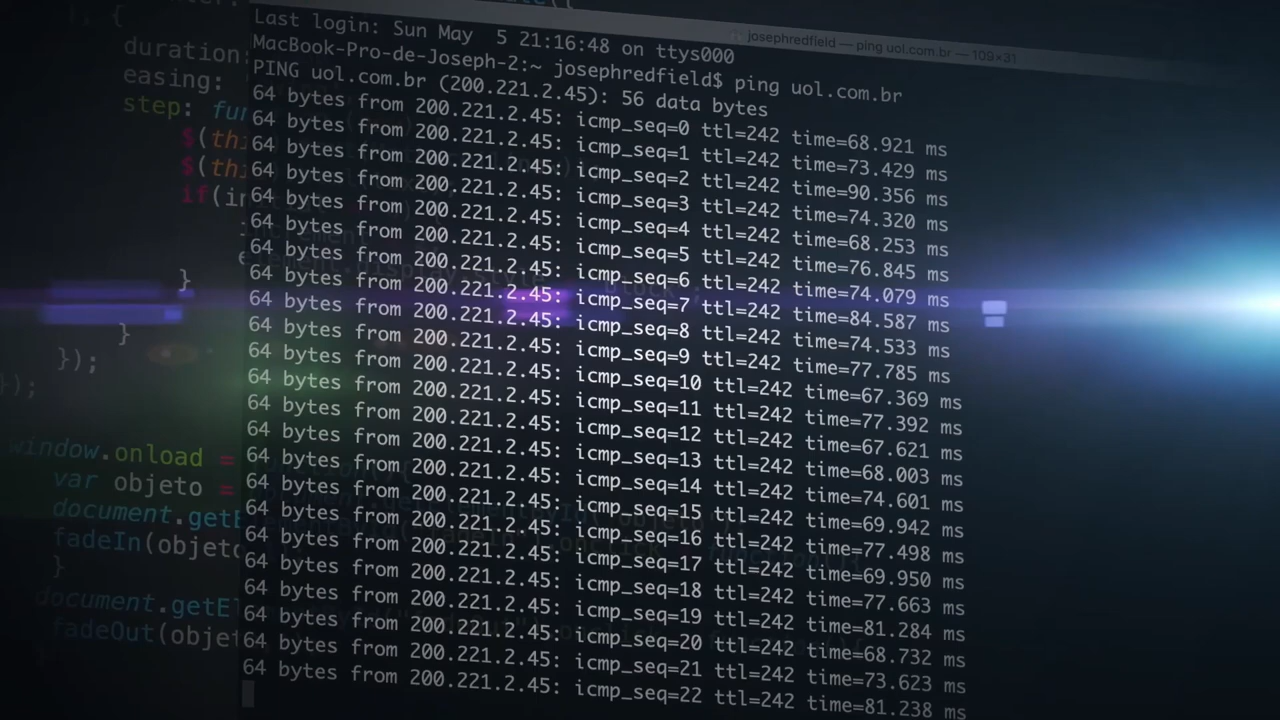 josephredfield — ping uol.com.br — 109×31
Last login: Sun May  5 21:16:48 on ttys000
MacBook-Pro-de-Joseph-2:~ josephredfield$ ping uol.com.br
PING uol.com.br (200.221.2.45): 56 data bytes
64 bytes from 200.221.2.45: icmp_seq=0 ttl=242 time=68.921 ms
64 bytes from 200.221.2.45: icmp_seq=1 ttl=242 time=73.429 ms
64 bytes from 200.221.2.45: icmp_seq=2 ttl=242 time=90.356 ms
64 bytes from 200.221.2.45: icmp_seq=3 ttl=242 time=74.320 ms
64 bytes from 200.221.2.45: icmp_seq=4 ttl=242 time=68.253 ms
64 bytes from 200.221.2.45: icmp_seq=5 ttl=242 time=76.845 ms
64 bytes from 200.221.2.45: icmp_seq=6 ttl=242 time=74.079 ms
64 bytes from 200.221.2.45: icmp_seq=7 ttl=242 time=84.587 ms
64 bytes from 200.221.2.45: icmp_seq=8 ttl=242 time=74.533 ms
64 bytes from 200.221.2.45: icmp_seq=9 ttl=242 time=77.785 ms
64 bytes from 200.221.2.45: icmp_seq=10 ttl=242 time=67.369 ms
64 bytes from 200.221.2.45: icmp_seq=11 ttl=242 time=77.392 ms
64 bytes from 200.221.2.45: icmp_seq=12 ttl=242 time=67.621 ms
64 bytes from 200.221.2.45: icmp_seq=13 ttl=242 time=68.003 ms
64 bytes from 200.221.2.45: icmp_seq=14 ttl=242 time=74.601 ms
64 bytes from 200.221.2.45: icmp_seq=15 ttl=242 time=69.942 ms
64 bytes from 200.221.2.45: icmp_seq=16 ttl=242 time=77.498 ms
64 bytes from 200.221.2.45: icmp_seq=17 ttl=242 time=69.950 ms
64 bytes from 200.221.2.45: icmp_seq=18 ttl=242 time=77.663 ms
64 bytes from 200.221.2.45: icmp_seq=19 ttl=242 time=81.284 ms
64 bytes from 200.221.2.45: icmp_seq=20 ttl=242 time=68.732 ms
64 bytes from 200.221.2.45: icmp_seq=21 ttl=242 time=73.623 ms
64 bytes from 200.221.2.45: icmp_seq=22 ttl=242 time=81.238 ms
duration:
easing:
step: fun
$(thi
$(thi
if(in
}
}
});
});
window.onload =
var objeto =
document.getE
fadeIn(objeto
}
document.getEl
fadeOut(objet